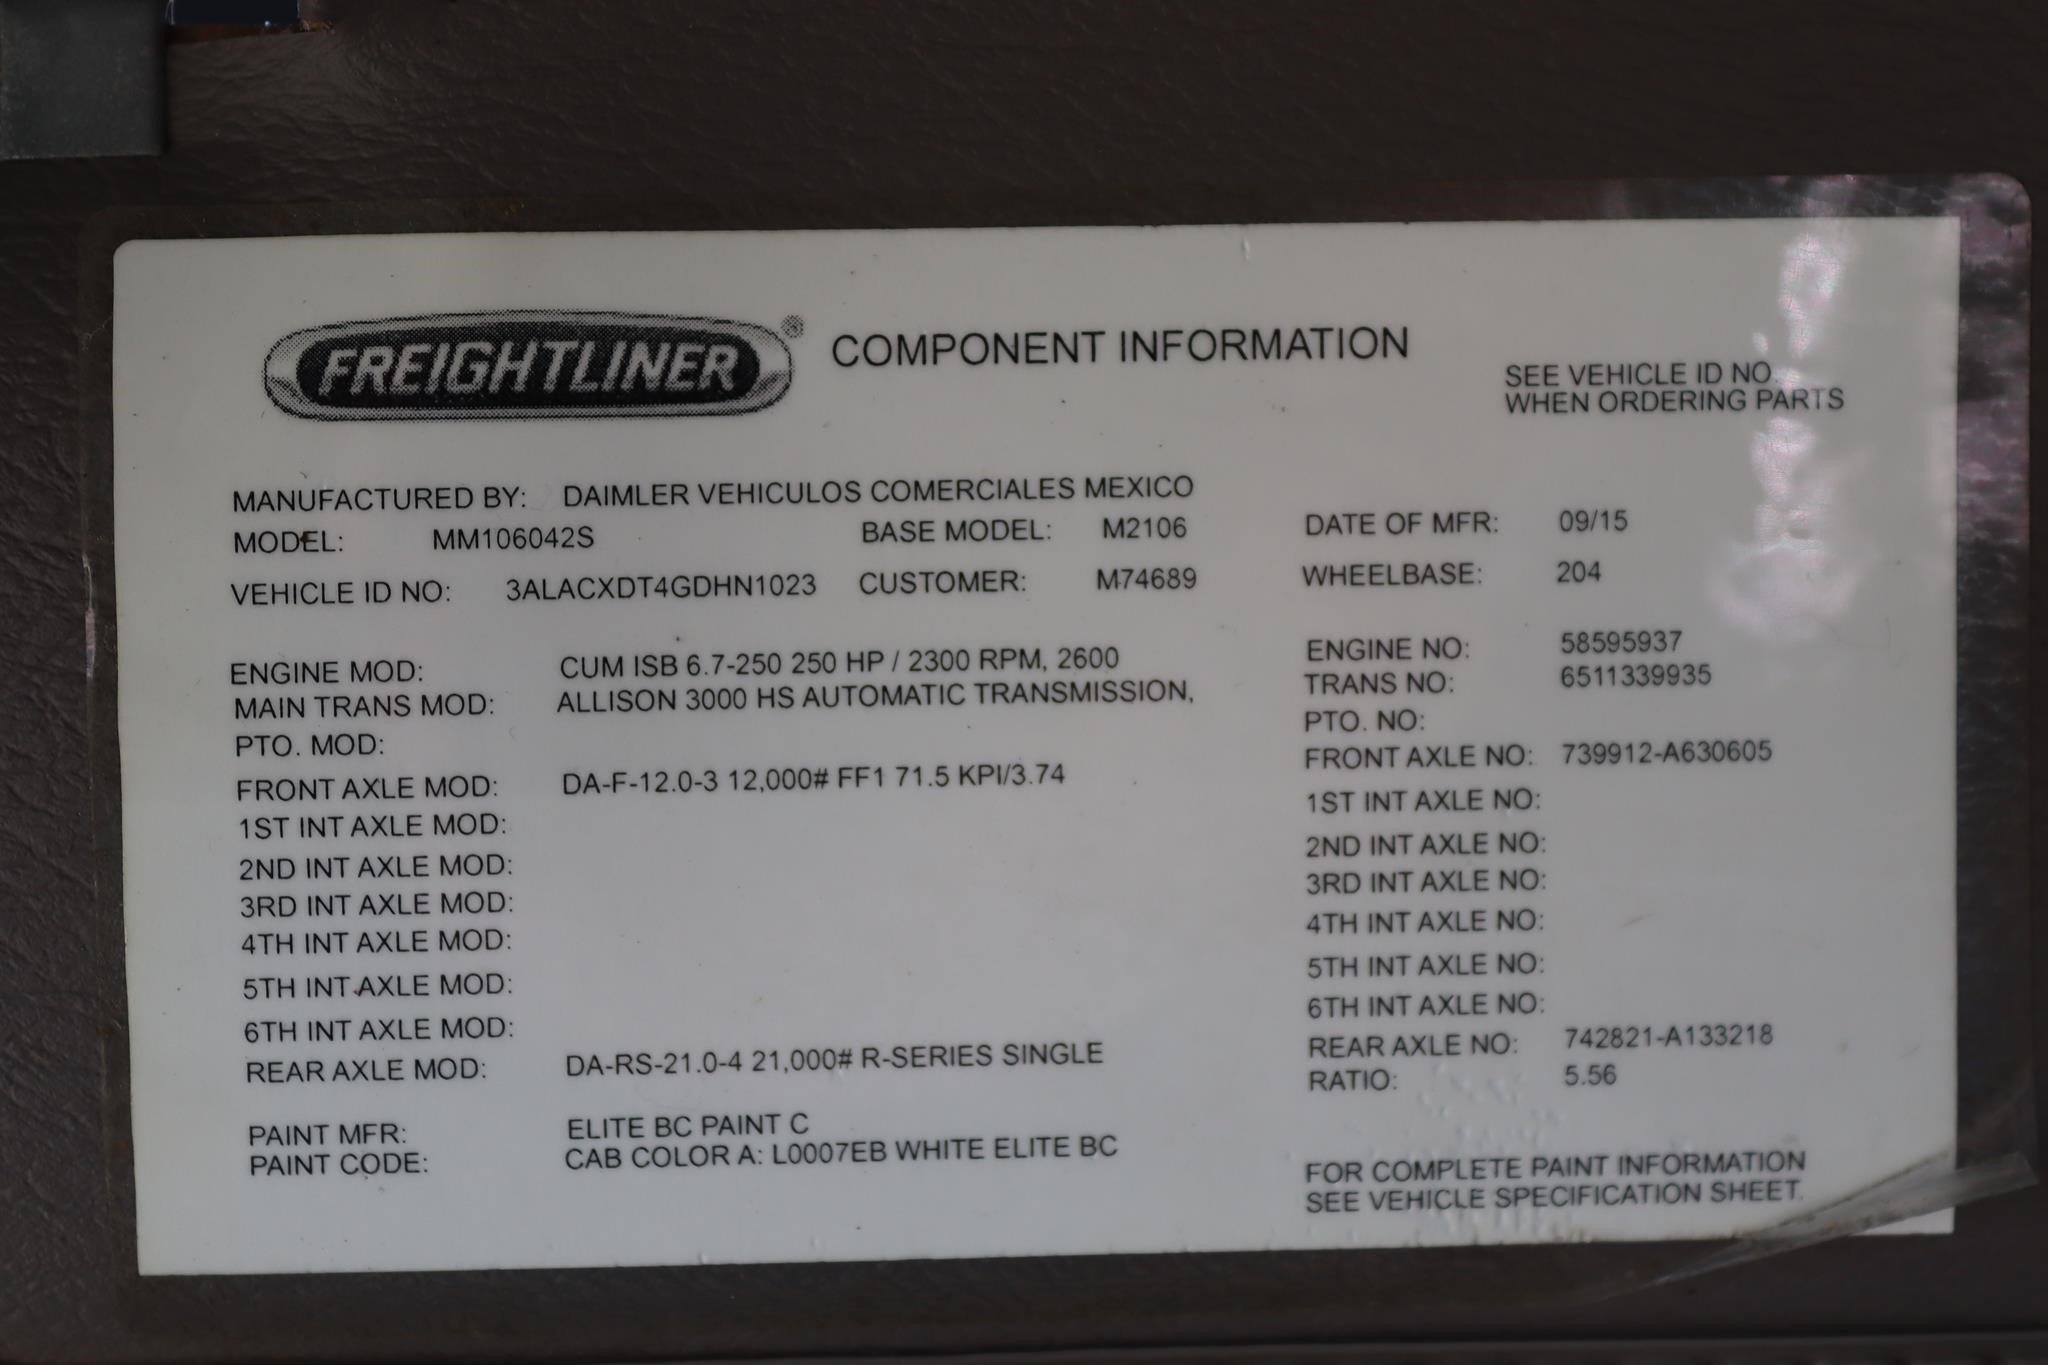 FREIGHTLINER® COMPONENT INFORMATION
SEE VEHICLE ID NO.
WHEN ORDERING PARTS
MANUFACTURED BY: DAIMLER VEHICULOS COMERCIALES MEXICO
MODEL: MM106042S BASE MODEL: M2106 DATE OF MFR: 09/15
VEHICLE ID NO: 3ALACXDT4GDHN1023 CUSTOMER: M74689 WHEELBASE: 204
ENGINE MOD: CUM ISB 6.7-250 250 HP / 2300 RPM, 2600 ENGINE NO: 58595937
MAIN TRANS MOD: ALLISON 3000 HS AUTOMATIC TRANSMISSION, TRANS NO: 6511339935
PTO. MOD: PTO. NO:
FRONT AXLE MOD: DA-F-12.0-3 12,000# FF1 71.5 KPI/3.74 FRONT AXLE NO: 739912-A630605
1ST INT AXLE MOD: 1ST INT AXLE NO:
2ND INT AXLE MOD: 2ND INT AXLE NO:
3RD INT AXLE MOD: 3RD INT AXLE NO:
4TH INT AXLE MOD: 4TH INT AXLE NO:
5TH INT AXLE MOD: 5TH INT AXLE NO:
6TH INT AXLE MOD: 6TH INT AXLE NO:
REAR AXLE MOD: DA-RS-21.0-4 21,000# R-SERIES SINGLE REAR AXLE NO: 742821-A133218
RATIO: 5.56
PAINT MFR: ELITE BC PAINT C
PAINT CODE: CAB COLOR A: L0007EB WHITE ELITE BC
FOR COMPLETE PAINT INFORMATION
SEE VEHICLE SPECIFICATION SHEET.